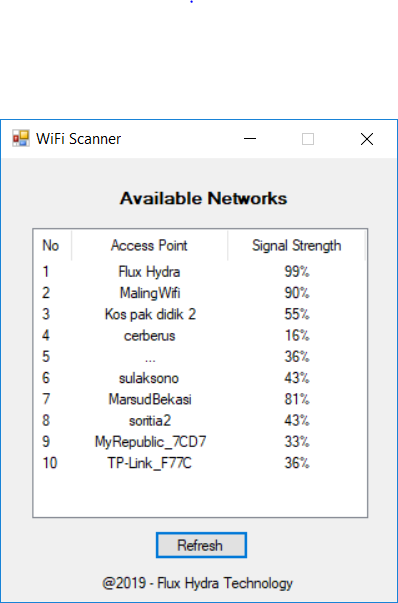 WiFi Scanner
Available Networks
No Access Point Signal Strength
1 Flux Hydra 99%
2 MalingWifi 90%
3 Kos pak didik 2 55%
4 cerberus 16%
5 ... 36%
6 sulaksono 43%
7 MarsudBekasi 81%
8 soritia2 43%
9 MyRepublic_7CD7 33%
10 TP-Link_F77C 36%
Refresh
@2019 - Flux Hydra Technology